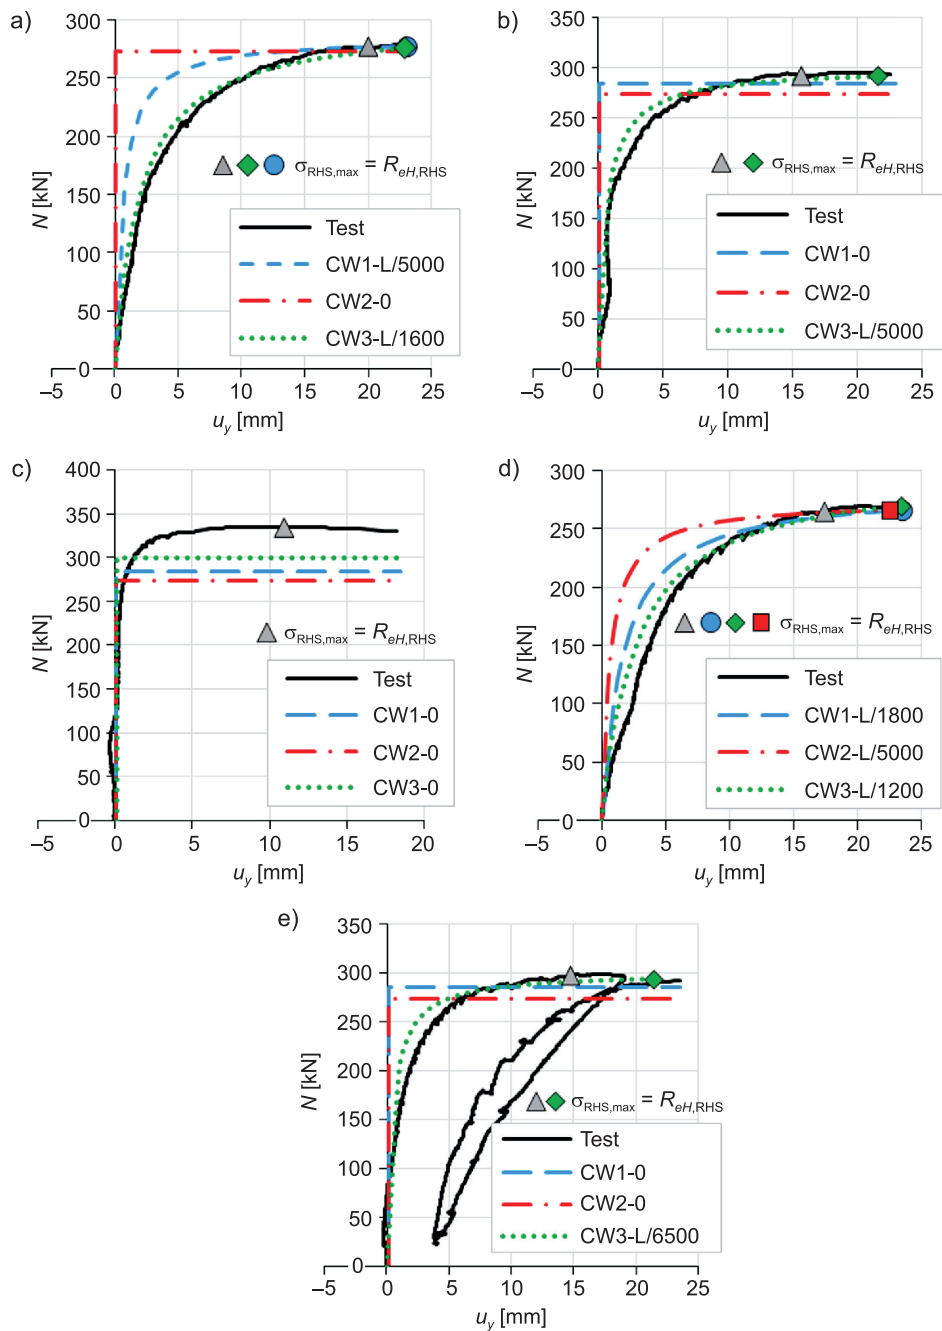 a)
300
250
200
150
100
50
0
N [kN]
σRHS,max = ReH,RHS
Test
CW1-L/5000
CW2-0
CW3-L/1600
–5 0 5 10 15 20 25
uy [mm]
b)
350
300
250
200
150
100
50
0
N [kN]
σRHS,max = ReH,RHS
Test
CW1-0
CW2-0
CW3-L/5000
–5 0 5 10 15 20 25
uy [mm]
c)
400
350
300
250
200
150
100
50
0
N [kN]
σRHS,max = ReH,RHS
Test
CW1-0
CW2-0
CW3-0
–5 0 5 10 15 20
uy [mm]
d)
300
250
200
150
100
50
0
N [kN]
σRHS,max = ReH,RHS
Test
CW1-L/1800
CW2-L/5000
CW3-L/1200
–5 0 5 10 15 20 25
uy [mm]
e)
350
300
250
200
150
100
50
0
N [kN]
σRHS,max = ReH,RHS
Test
CW1-0
CW2-0
CW3-L/6500
–5 0 5 10 15 20 25
uy [mm]